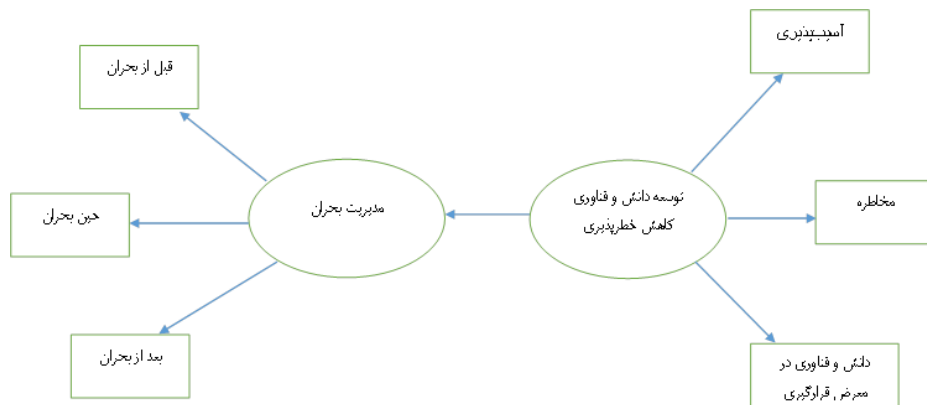 آسیب‌پذیری
قبل از بحران
توسعه دانش و فناوری
کاهش خطرپذیری
مدیریت بحران
مخاطره
حین بحران
بعد از بحران
دانش و فناوری در
معرض قرارگیری